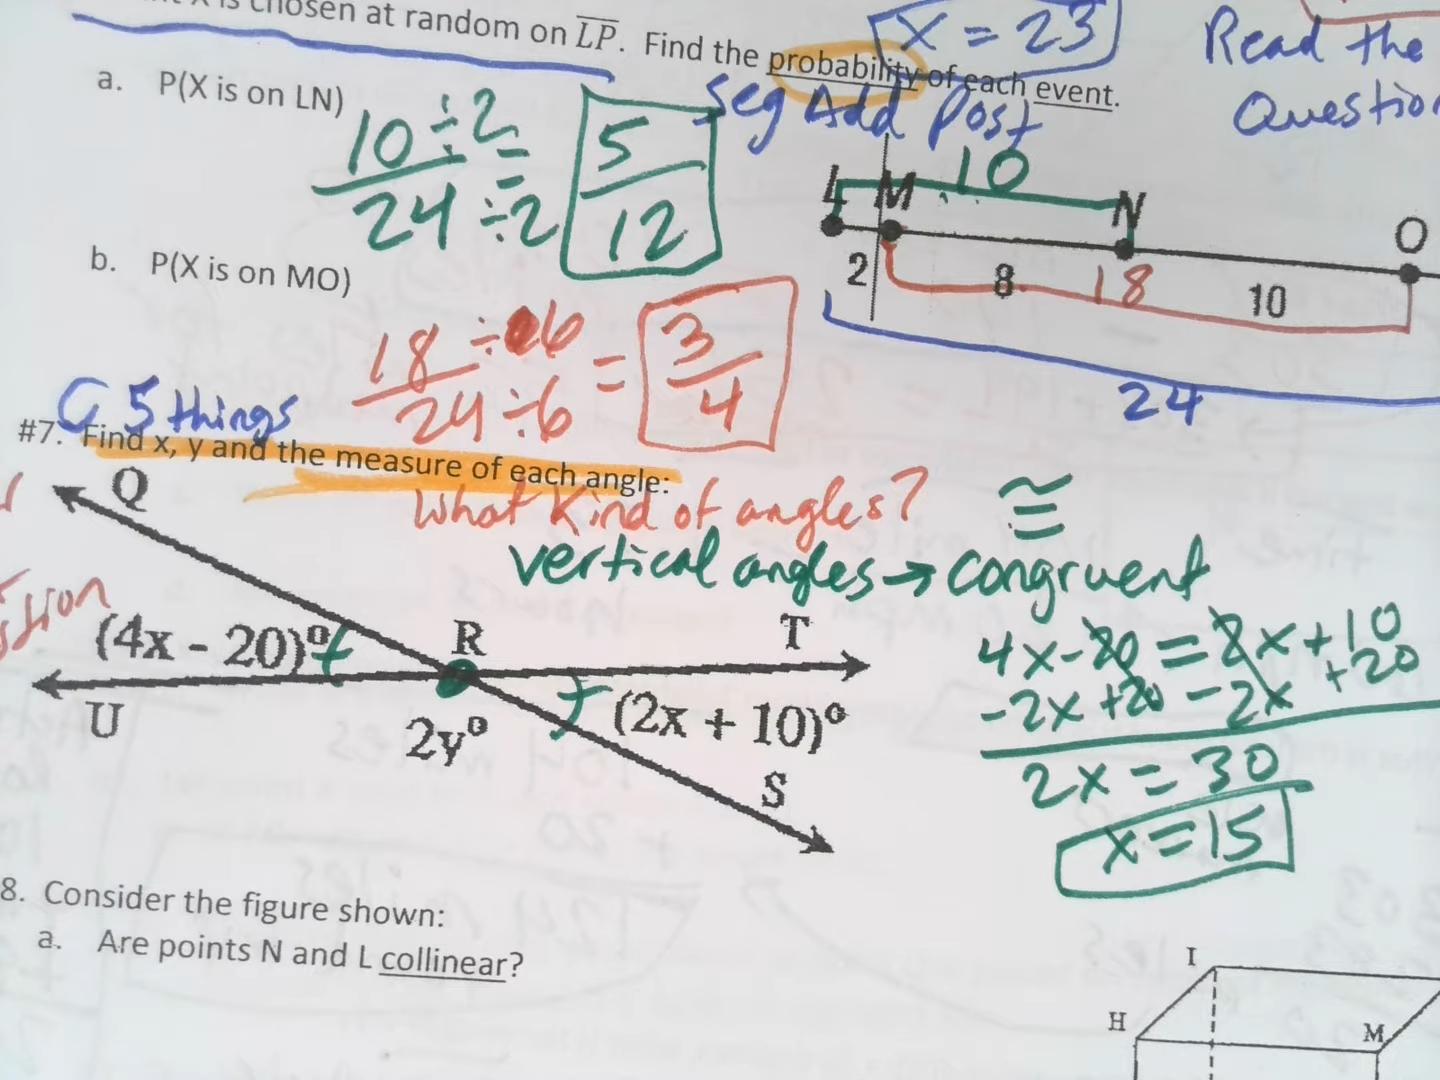 is chosen at random on LP. Find the probability of each event.
x = 23
Read the
Question
a. P(X is on LN)
10 ÷2 = 5
24 ÷2 12
Seg Add Post
10
L M N O
2 8 18 10
24
b. P(X is on MO)
18 ÷6 = 3
24 ÷6 4
5 things
#7. Find x, y and the measure of each angle:
What Kind of angles?
≅
vertical angles → congruent
Q
(4x - 20)º
R
T
U
2yº
(2x + 10)º
S
4x-20 = 2x+10
-2x +20 -2x +20
2x = 30
x = 15
8. Consider the figure shown:
a. Are points N and L collinear?
I
H
M